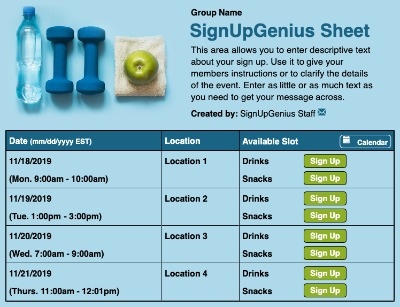 Group Name
SignUpGenius Sheet
This area allows you to enter descriptive text
about your sign up. Use it to give your
members instructions or to clarify the details
of the event. Enter as little or as much text as
you need to get your message across.
Created by: SignUpGenius Staff
Date (mm/dd/yyyy EST) Location Available Slot Calendar
11/18/2019 Location 1 Drinks Sign Up
(Mon. 9:00am - 10:00am) Snacks Sign Up
11/19/2019 Location 2 Drinks Sign Up
(Tue. 1:00pm - 3:00pm) Snacks Sign Up
11/20/2019 Location 3 Drinks Sign Up
(Wed. 7:00am - 9:00am) Snacks Sign Up
11/21/2019 Location 4 Drinks Sign Up
(Thurs. 11:00am - 12:01pm) Snacks Sign Up